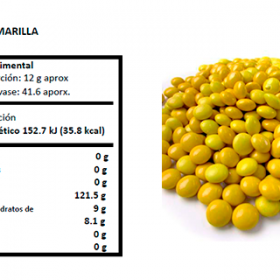 MARILLA
imental
ción: 12 g aprox
vase: 41.6 aporx.
ción
ético 152.7 kJ (35.8 kcal)
0 g
0 g
0 g
121.5 g
dratos de 9 g
8.1 g
0 g
0 g